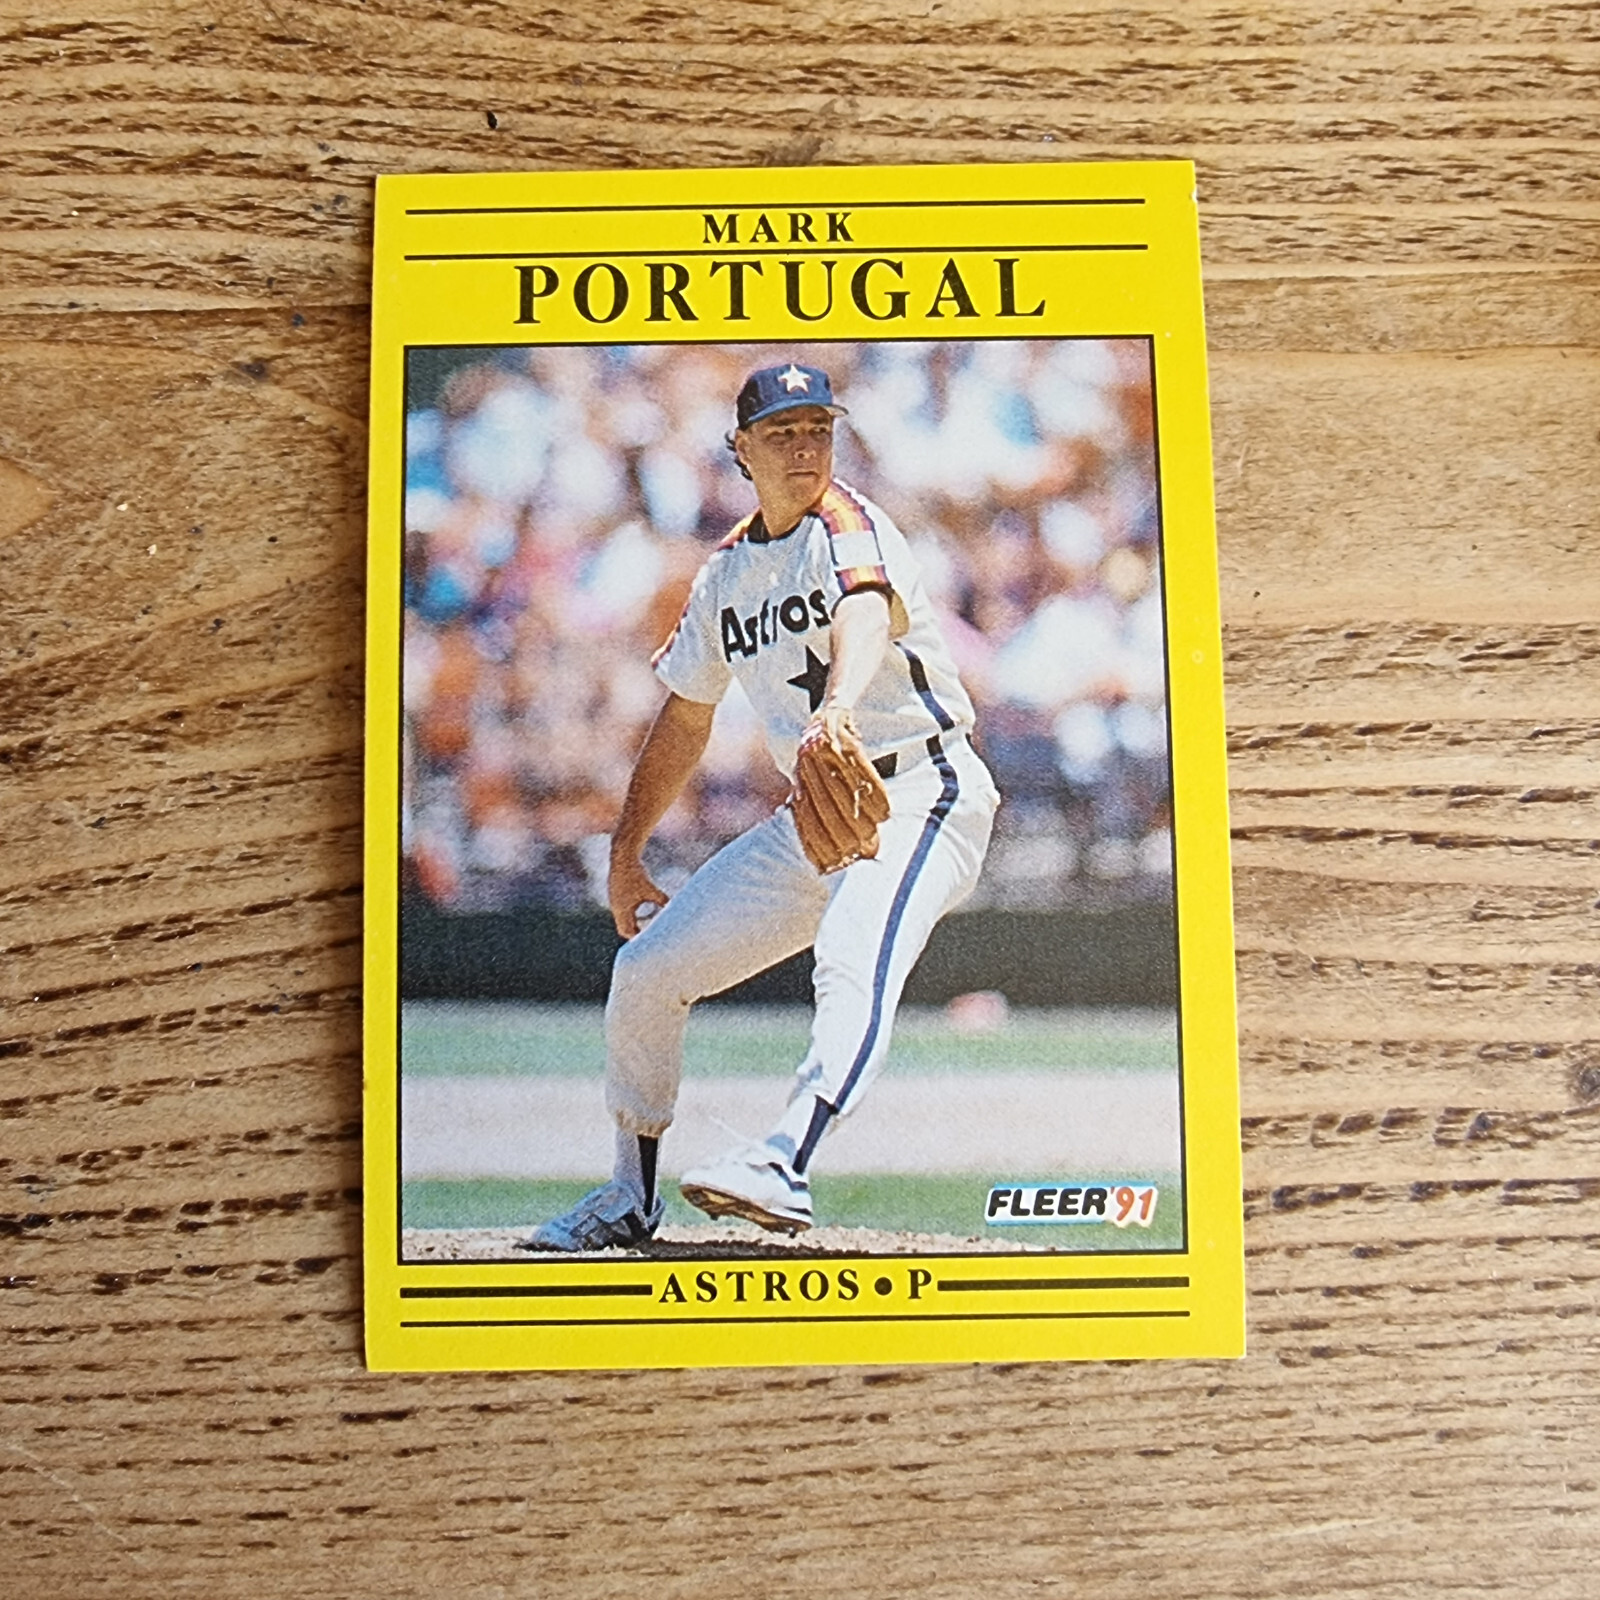 MARK
PORTUGAL
Astros
FLEER '91
ASTROS • P